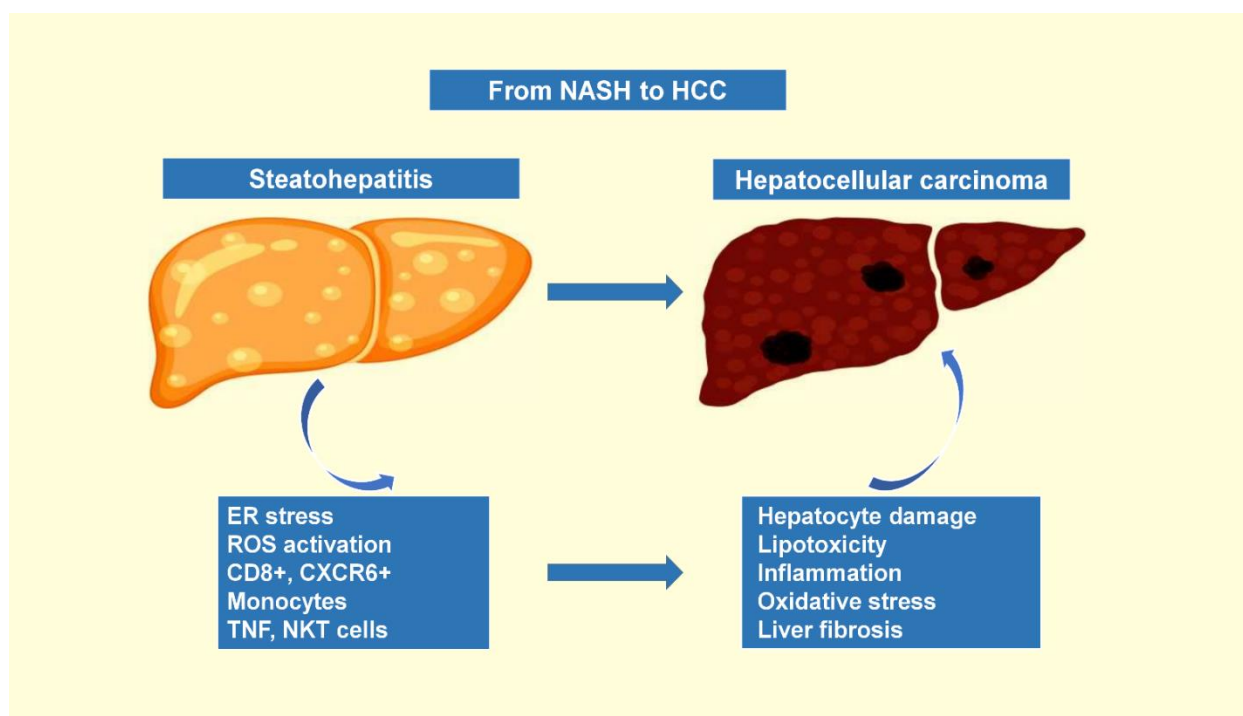 From NASH to HCC
Steatohepatitis
Hepatocellular carcinoma
ER stress
ROS activation
CD8+, CXCR6+
Monocytes
TNF, NKT cells
Hepatocyte damage
Lipotoxicity
Inflammation
Oxidative stress
Liver fibrosis